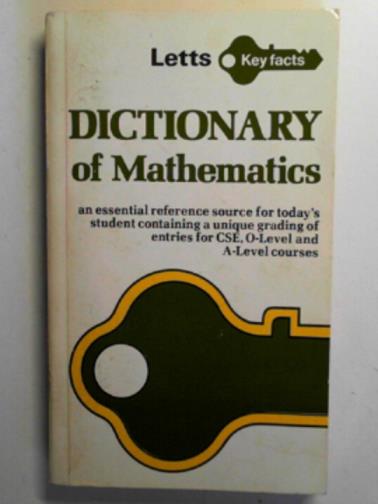 Letts Key facts
DICTIONARY
of Mathematics
an essential reference source for today's
student containing a unique grading of
entries for CSE, O-Level and
A-Level courses